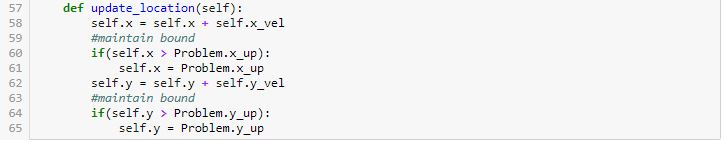 57 def update_location(self):
58 self.x = self.x + self.x_vel
59 #maintain bound
60 if(self.x > Problem.x_up):
61 self.x = Problem.x_up
62 self.y = self.y + self.y_vel
63 #maintain bound
64 if(self.y > Problem.y_up):
65 self.y = Problem.y_up